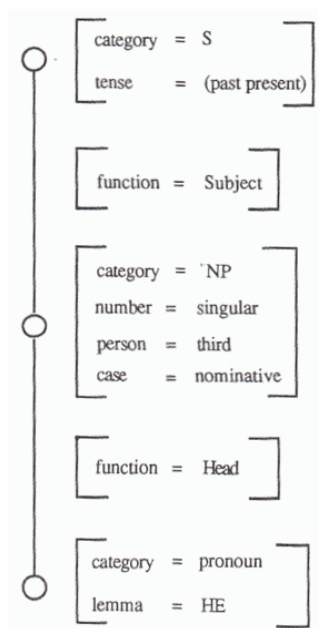 category = S
tense = (past present)
function = Subject
category = NP
number = singular
person = third
case = nominative
function = Head
category = pronoun
lemma = HE